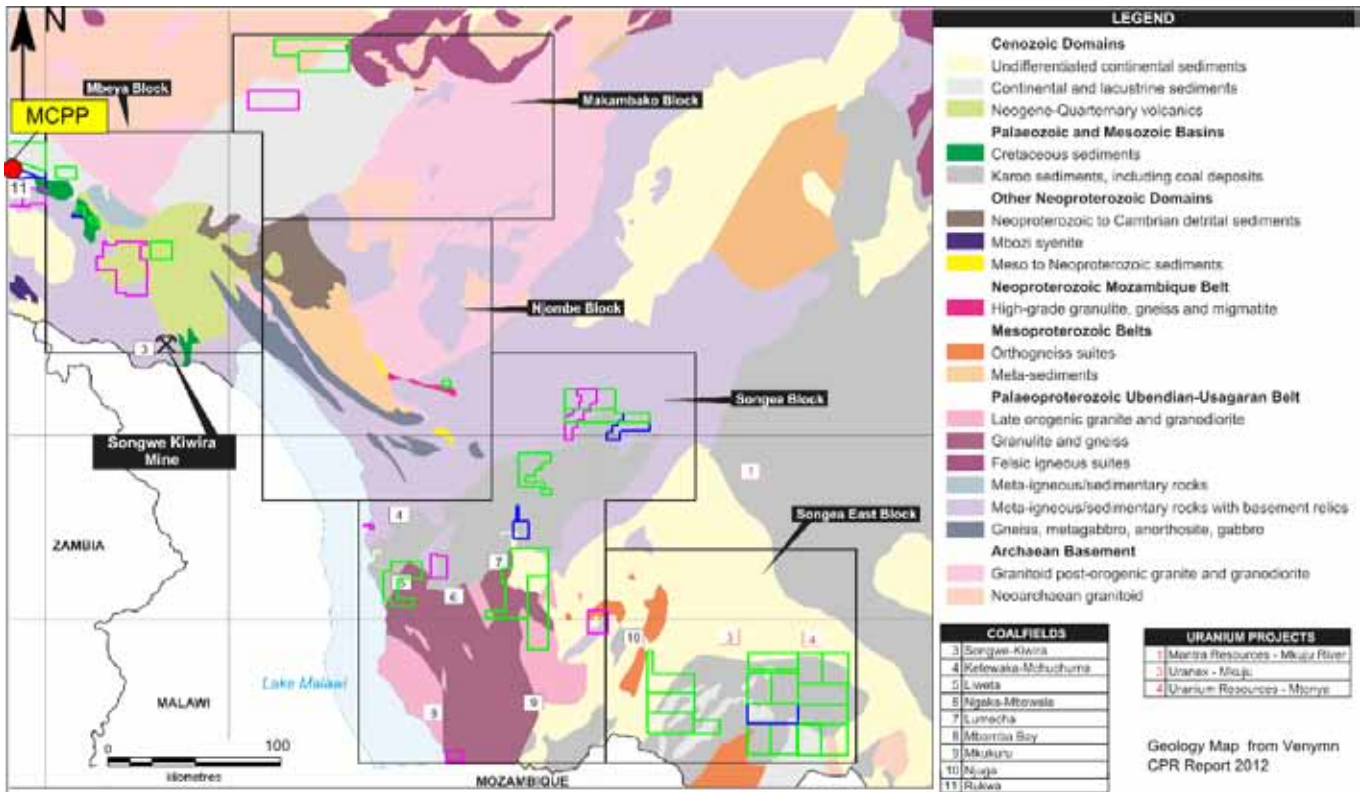 N
Mbeya Block
MCPP
Makambako Block
11
Njombe Block
3
Songwe Kiwira
Mine
Songea Block
1
Songea East Block
4
ZAMBIA
5
7
6
10
3
4
Lake Malawi
MALAWI
9
9
0
100
kilometres
MOZAMBIQUE
LEGEND
Cenozoic Domains
Undifferentiated continental sediments
Continental and lacustrine sediments
Neogene-Quaternary volcanics
Palaeozoic and Mesozoic Basins
Cretaceous sediments
Karoo sediments, including coal deposits
Other Neoproterozoic Domains
Neoproterozoic to Cambrian detrital sediments
Mbozi syenite
Meso to Neoproterozoic sediments
Neoproterozoic Mozambique Belt
High-grade granulite, gneiss and migmatite
Mesoproterozoic Belts
Orthogneiss suites
Meta-sediments
Palaeoproterozoic Ubendian-Usagaran Belt
Late orogenic granite and granodiorite
Granulite and gneiss
Felsic igneous suites
Meta-igneous/sedimentary rocks
Meta-igneous/sedimentary rocks with basement relics
Gneiss, metagabbro, anorthosite, gabbro
Archaean Basement
Granitoid post-orogenic granite and granodiorite
Neoarchaean granitoid
COALFIELDS
3 Songwe-Kiwira
4 Ketewaka-Mchuchuma
5 Liweta
6 Ngaka-Mbawala
7 Lumecha
8 Mbamba Bay
9 Mkukuru
10 Njuga
11 Rukwa
URANIUM PROJECTS
1 Mantra Resources - Mkuju River
3 Uranex - Mkuju
4 Uranium Resources - Mtonya
Geology Map from Venymn
CPR Report 2012